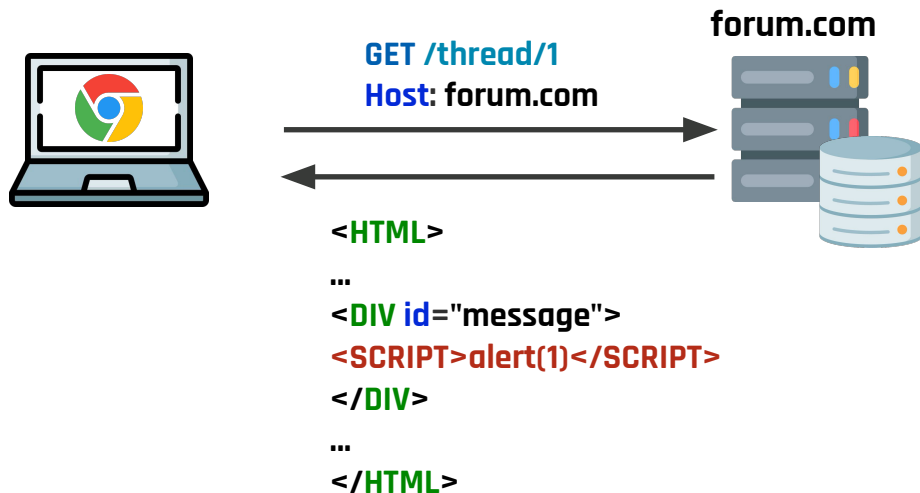 forum.com
GET /thread/1
Host: forum.com
<HTML>
...
<DIV id="message">
<SCRIPT>alert(1)</SCRIPT>
</DIV>
...
</HTML>